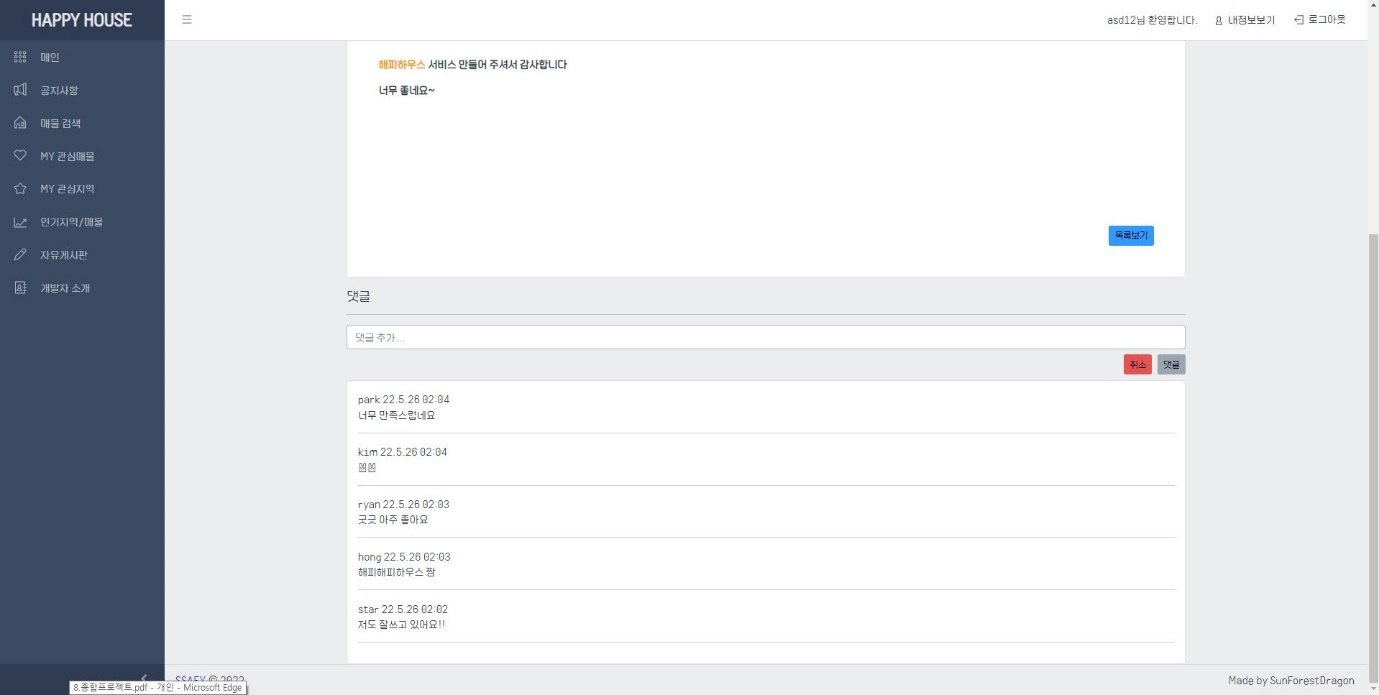 HAPPY HOUSE
asd12님 환영합니다.
내정보보기
로그아웃
메인
공지사항
매물 검색
MY 관심매물
MY 관심지역
인기지역/매물
자유게시판
개발자 소개
해피하우스 서비스 만들어 주셔서 감사합니다
너무 좋네요~
목록보기
댓글
댓글 추가...
취소
댓글
park 22.5.26 02:04
너무 만족스럽네요
kim 22.5.26 02:04
ryan 22.5.26 02:03
굿굿 아주 좋아요
hong 22.5.26 02:03
해피해피하우스 짱
star 22.5.26 02:02
저도 잘쓰고 있어요!!
SSAFY © 2022
Made by SunForestDragon
8.종합프로젝트.pdf - 개인 - Microsoft Edge